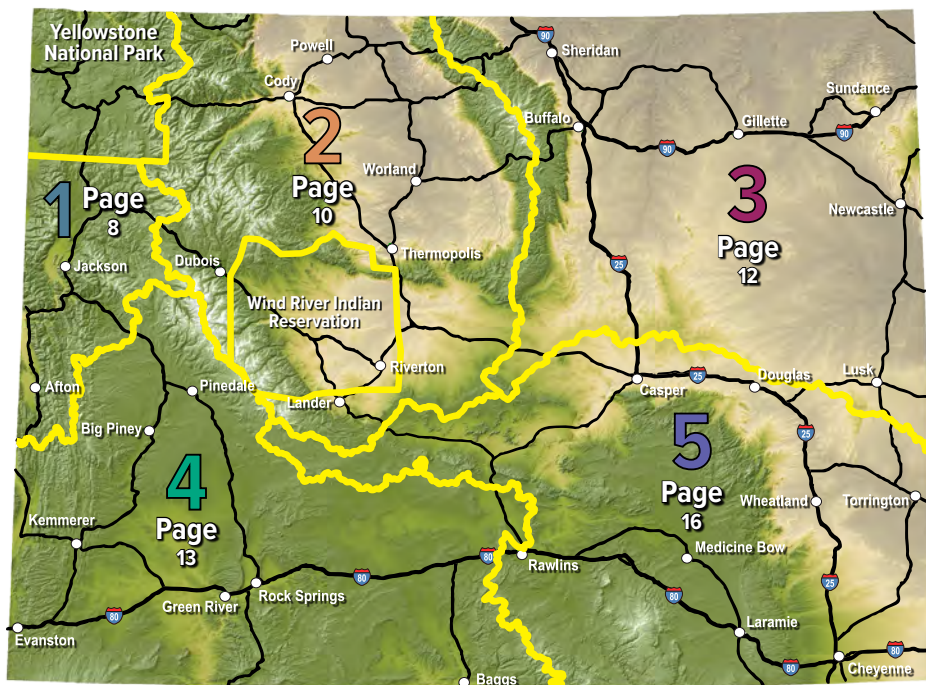 Yellowstone
National Park
Powell
90
Sheridan
Cody
Sundance
2
Buffalo
Gillette
90
90
Page
10
Worland
1
Page
8
3
Page
12
Newcastle
Thermopolis
Dubois
Jackson
25
Wind River Indian
Reservation
Riverton
Afton
Pinedale
Lander
Casper
25
Douglas
Lusk
Big Piney
25
5
Page
16
4
Page
13
Wheatland
Torrington
Kemmerer
Medicine Bow
80
Rawlins
80
Rock Springs
Green River
80
25
80
Evanston
Laramie
80
80
Cheyenne
Baggs